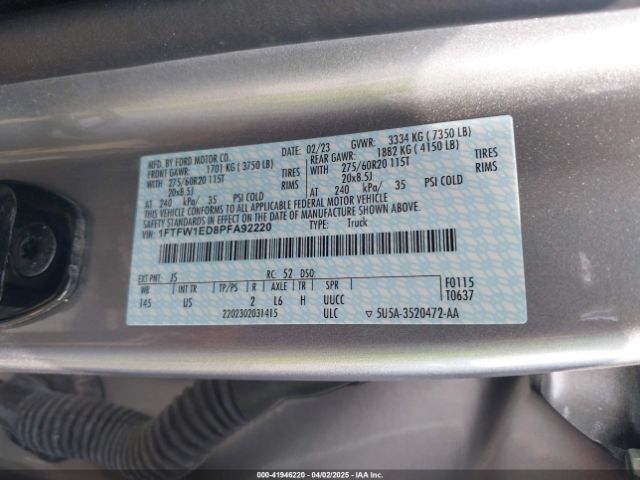 MFD. BY FORD MOTOR CO.
DATE: 02/23 GVWR: 3334 KG ( 7350 LB)
FRONT GAWR: 1701 KG ( 3750 LB) REAR GAWR: 1882 KG ( 4150 LB)
WITH 275/60R20 115T TIRES WITH 275/60R20 115T TIRES
20x8.5J RIMS 20x8.5J RIMS
AT 240 kPa/ 35 PSI COLD AT 240 kPa/ 35 PSI COLD
THIS VEHICLE CONFORMS TO ALL APPLICABLE FEDERAL MOTOR VEHICLE
SAFETY STANDARDS IN EFFECT ON THE DATE OF MANUFACTURE SHOWN ABOVE.
VIN: 1FTFW1ED8PFA92220 TYPE: Truck
EXT PNT: JS RC: 52 DSO: F0115
WB INT TR TP/PS R AXLE TR SPR T0637
145 US 2 L6 H UUCC
2202302031415 ULC ▽ 5U5A-3520472-AA
STOCK: 41946220 - 04/02/2025 - © IAA, LLC